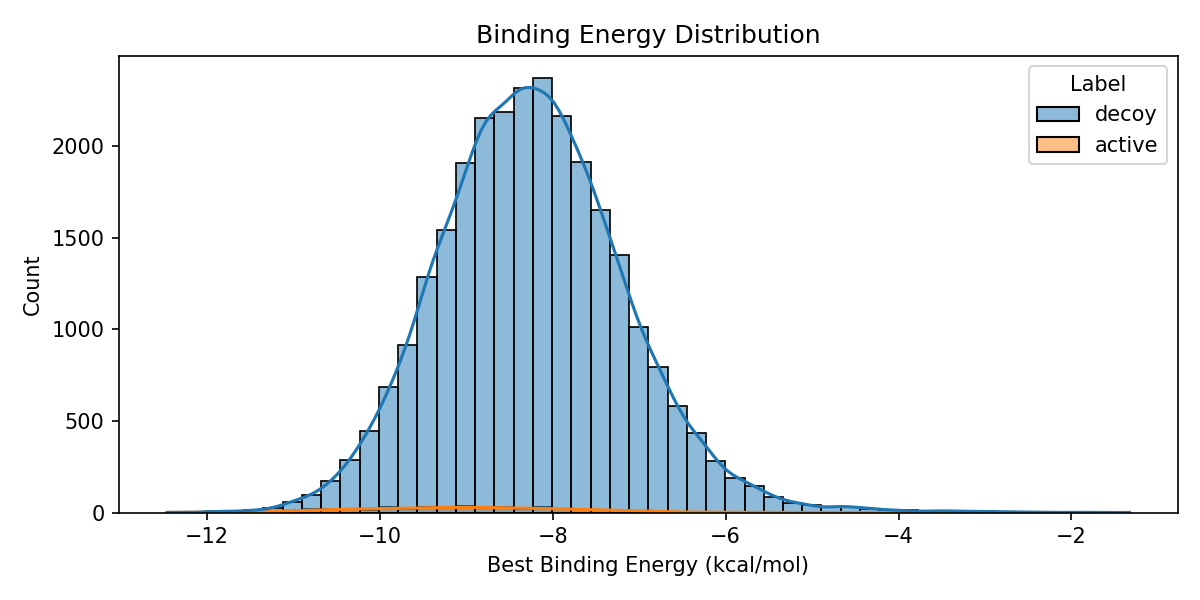 Binding Energy Distribution
Label
decoy
active
Count
2000
1500
1000
500
0
−12
−10
−8
−6
−4
−2
Best Binding Energy (kcal/mol)